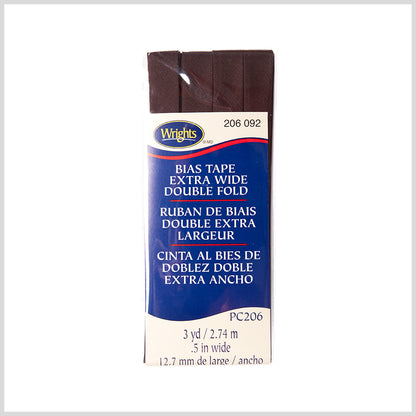 206 092
Wrights
BIAS TAPE
EXTRA WIDE
DOUBLE FOLD
RUBAN DE BIAIS
DOUBLE EXTRA
LARGEUR
CINTA AL BIES DE
DOBLEZ DOBLE
EXTRA ANCHO
PC206
3 yd / 2.74 m
.5 in wide
12.7 mm de large / ancho